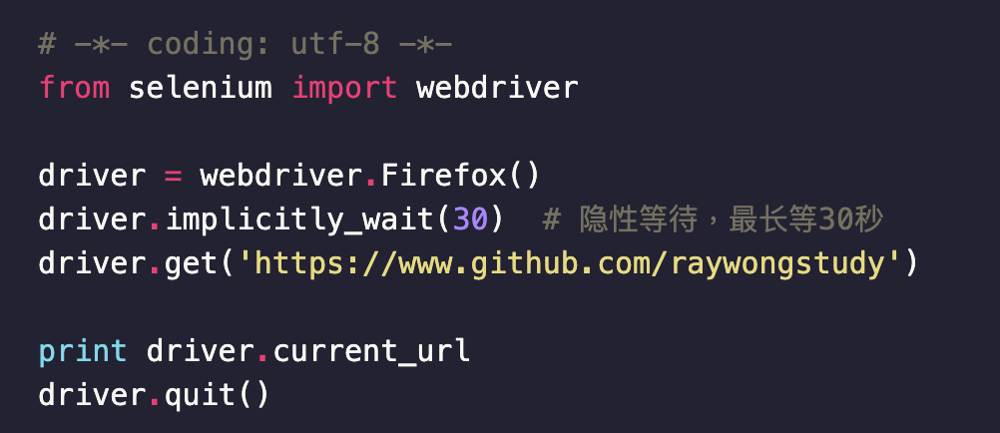 # -*- coding: utf-8 -*-
from selenium import webdriver
driver = webdriver.Firefox()
driver.implicitly_wait(30)  # 隐性等待，最长等30秒
driver.get('https://www.github.com/raywongstudy')
print driver.current_url
driver.quit()